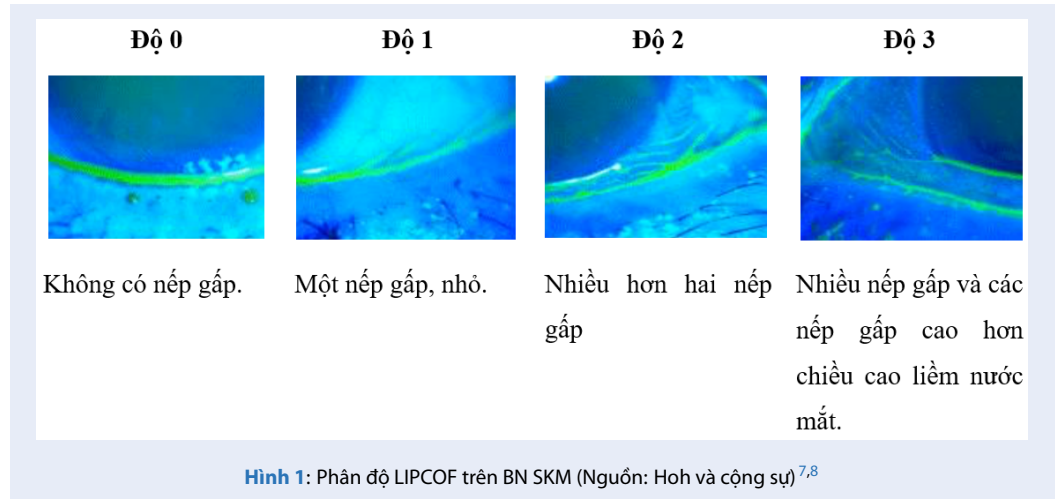 Độ 0
Độ 1
Độ 2
Độ 3
Không có nếp gấp.
Một nếp gấp, nhỏ.
Nhiều hơn hai nếp
gấp
Nhiều nếp gấp và các
nếp gấp cao hơn
chiều cao liềm nước
mắt.
Hình 1: Phân độ LIPCOF trên BN SKM (Nguồn: Hoh và cộng sự) 7,8